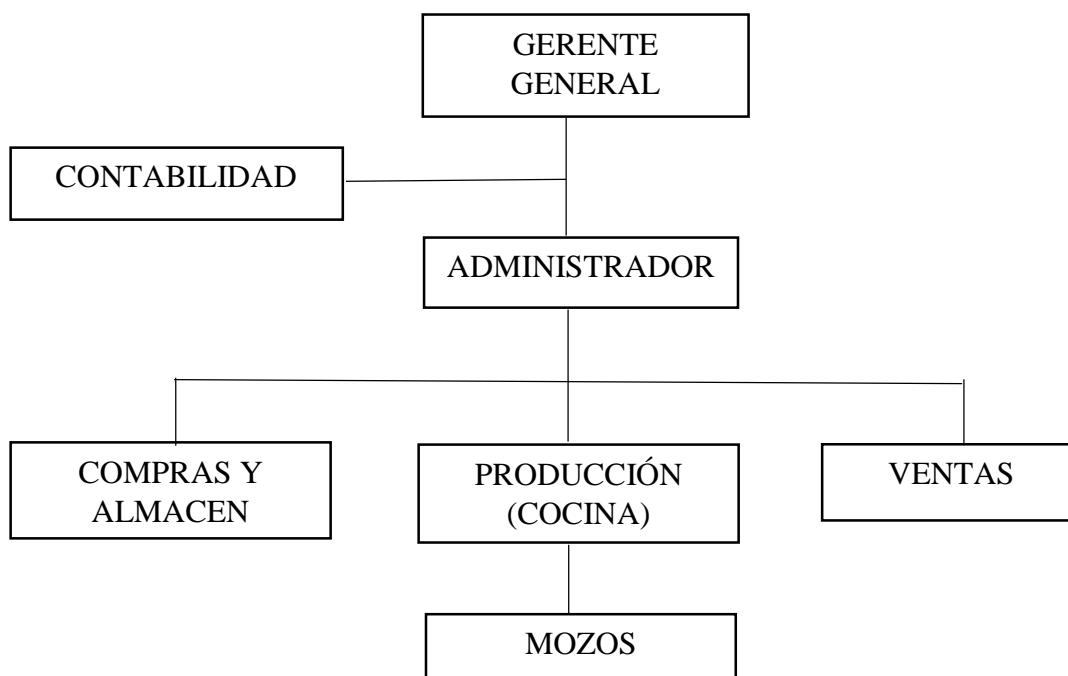 GERENTE
GENERAL
CONTABILIDAD
ADMINISTRADOR
COMPRAS Y
ALMACEN
PRODUCCIÓN
(COCINA)
VENTAS
MOZOS